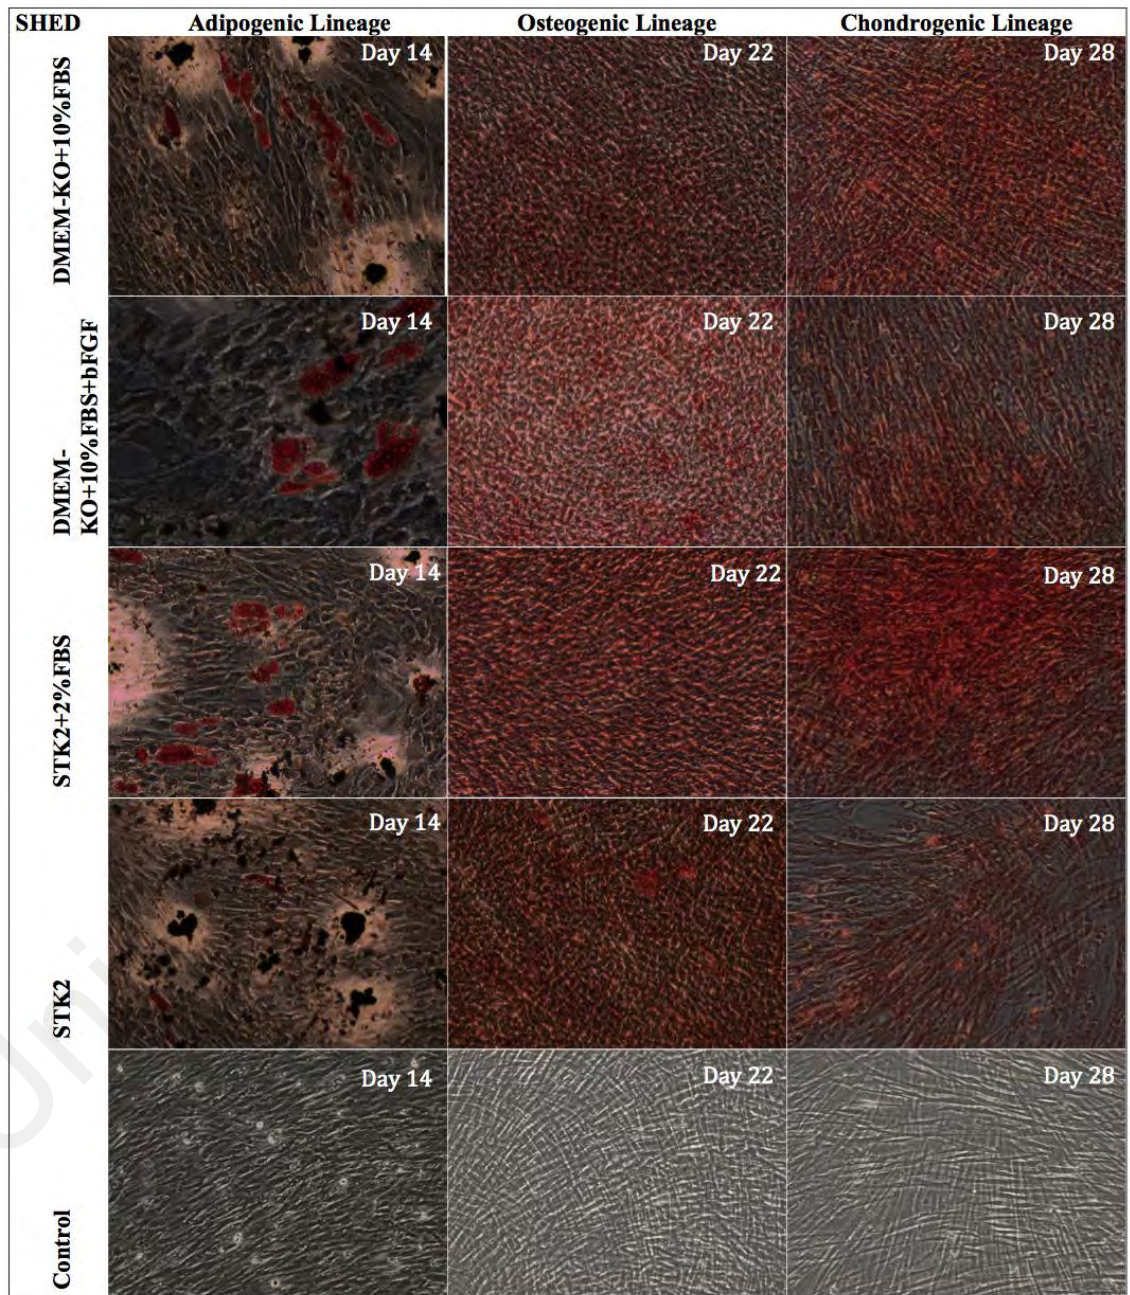 SHED
Adipogenic Lineage
Osteogenic Lineage
Chondrogenic Lineage
DMEM-KO+10%FBS
Day 14
Day 22
Day 28
DMEM-
KO+10%FBS+bFGF
Day 14
Day 22
Day 28
STK2+2%FBS
Day 14
Day 22
Day 28
STK2
Day 14
Day 22
Day 28
Control
Day 14
Day 22
Day 28
Uni